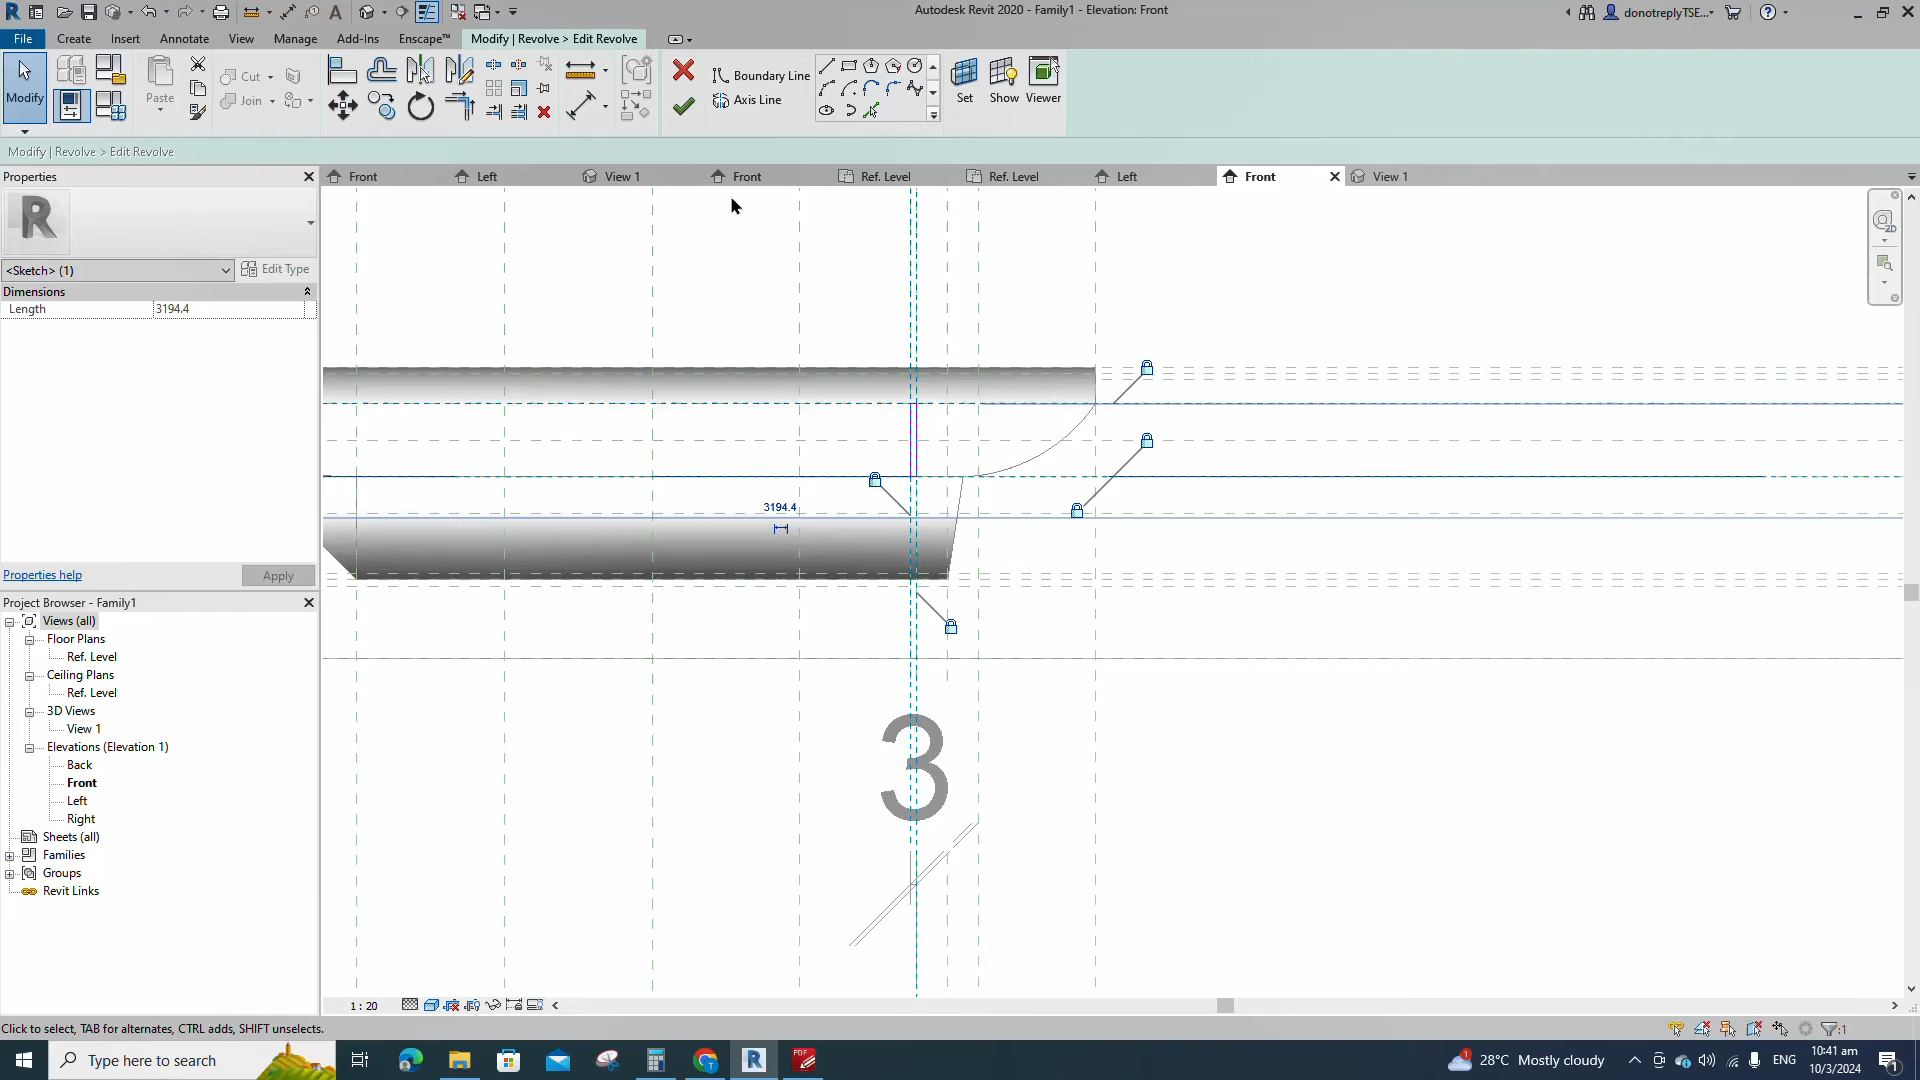 Autodesk Revit 2020 - Family1 - Elevation: Front
donotreplyTSE...
File
Create
Insert
Annotate
View
Manage
Add-Ins
Enscape™
Modify | Revolve > Edit Revolve
Modify
Paste
Cut
Join
Boundary Line
Axis Line
Set
Show
Viewer
Modify | Revolve > Edit Revolve
Properties
Front
Left
View 1
Front
Ref. Level
Ref. Level
Left
Front
View 1
<Sketch> (1)
Edit Type
Dimensions
Length
3194.4
3194.4
3
Properties help
Apply
Project Browser - Family1
Views (all)
Floor Plans
Ref. Level
Ceiling Plans
Ref. Level
3D Views
View 1
Elevations (Elevation 1)
Back
Front
Left
Right
Sheets (all)
Families
Groups
Revit Links
1 : 20
Click to select, TAB for alternates, CTRL adds, SHIFT unselects.
:1
Type here to search
28°C Mostly cloudy
ENG
10:41 am
10/3/2024